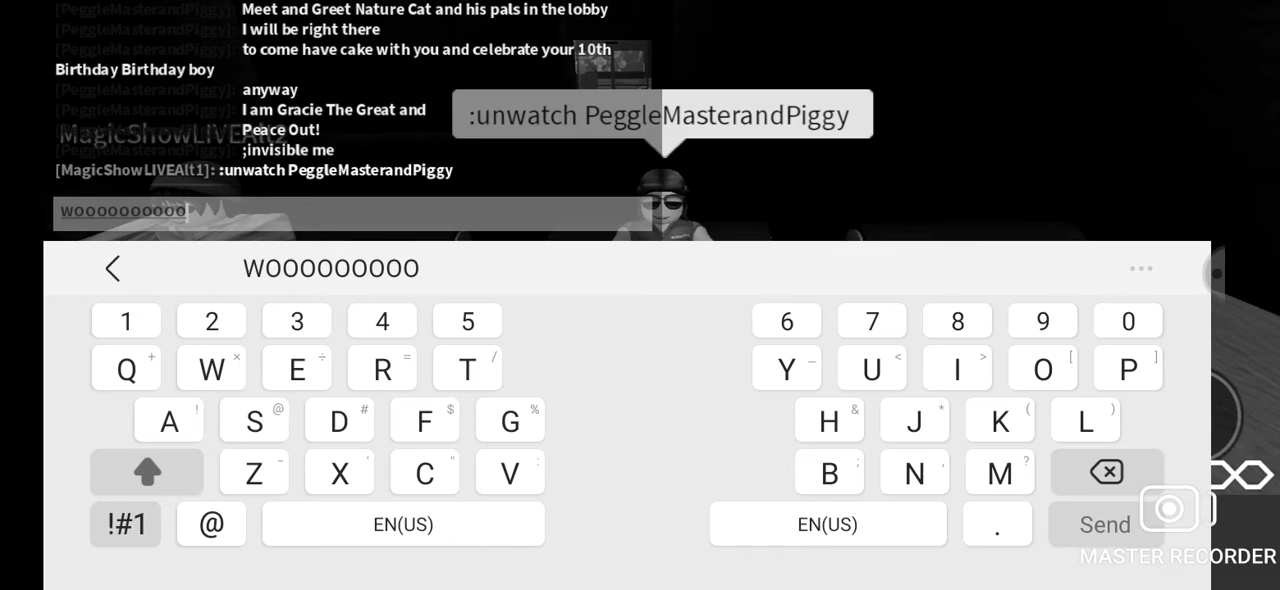 [PeggleMasterandPiggy]: Meet and Greet Nature Cat and his pals in the lobby
[PeggleMasterandPiggy]: I will be right there
[PeggleMasterandPiggy]: to come have cake with you and celebrate your 10th
Birthday Birthday boy
[PeggleMasterandPiggy]: anyway
[PeggleMasterandPiggy]: I am Gracie The Great and
[PeggleMasterandPiggy]: Peace Out!
[PeggleMasterandPiggy]: ;invisible me
[MagicShowLIVEAlt1]: :unwatch PeggleMasterandPiggy
MagicShowLIVEAlt2
:unwatch PeggleMasterandPiggy
WOOOOOOOOOO
WOOOOOOOOO ...
1 2 3 4 5 6 7 8 9 0
Q + W × E ÷ R = T / Y _ U < I > O [ P ]
A ! S @ D # F $ G % H & J * K ( L )
Z - X ' C " V : B ; N , M ?
!#1 @ EN(US) EN(US) . Send
MASTER RECORDER